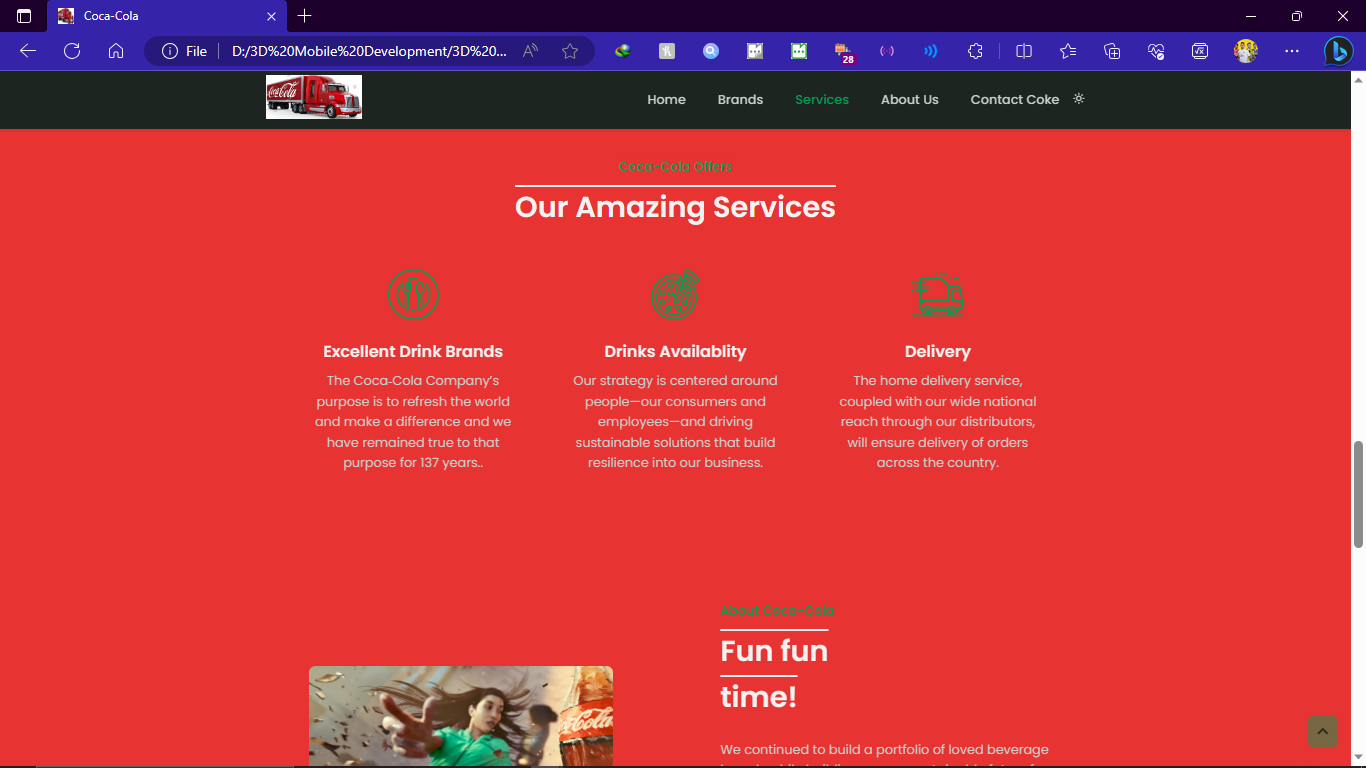 Coca-Cola
File
D:/3D%20Mobile%20Development/3D%20...
28
Coca-Cola
Home
Brands
Services
About Us
Contact Coke
Coca-Cola Offers
Our Amazing Services
Excellent Drink Brands
The Coca-Cola Company's
purpose is to refresh the world
and make a difference and we
have remained true to that
purpose for 137 years..
Drinks Availablity
Our strategy is centered around
people—our consumers and
employees—and driving
sustainable solutions that build
resilience into our business.
Delivery
The home delivery service,
coupled with our wide national
reach through our distributors,
will ensure delivery of orders
across the country.
About Coca-Cola
Fun fun
time!
We continued to build a portfolio of loved beverage